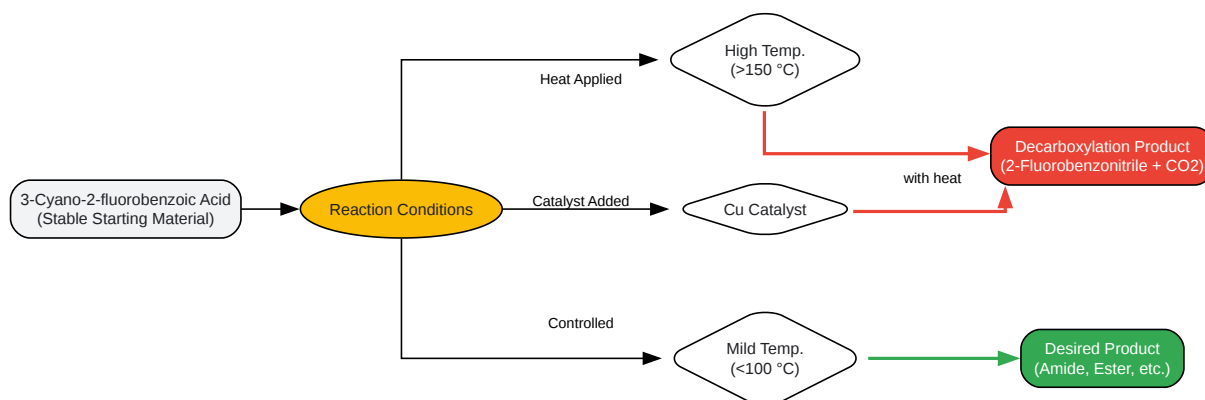 High Temp.
(>150 °C)
Heat Applied
Decarboxylation Product
(2-Fluorobenzonitrile + CO2)
with heat
3-Cyano-2-fluorobenzoic Acid
(Stable Starting Material)
Reaction Conditions
Catalyst Added
Cu Catalyst
Controlled
Mild Temp.
(<100 °C)
Desired Product
(Amide, Ester, etc.)